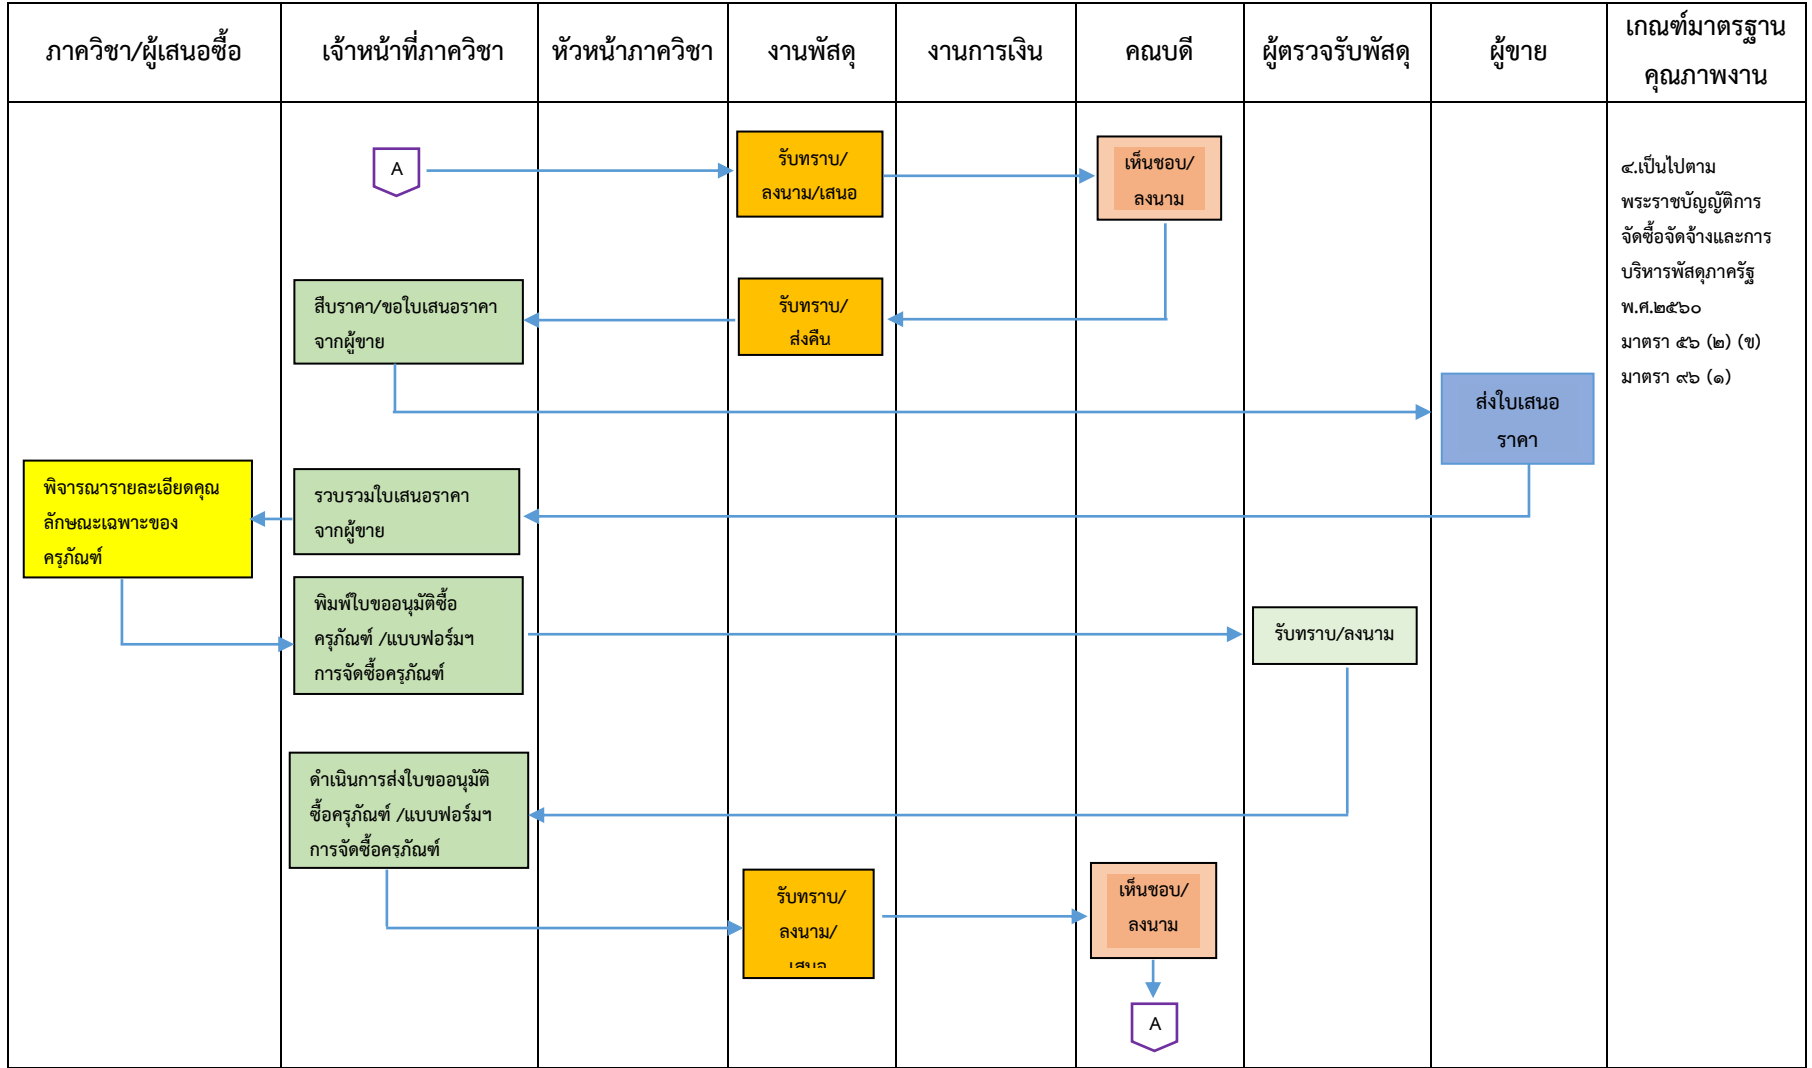 ภาควิชา/ผู้เสนอซื้อ
เจ้าหน้าที่ภาควิชา
หัวหน้าภาควิชา
งานพัสดุ
งานการเงิน
คณบดี
ผู้ตรวจรับพัสดุ
ผู้ขาย
เกณฑ์มาตรฐาน
คุณภาพงาน
A
รับทราบ/
ลงนาม/เสนอ
เห็นชอบ/
ลงนาม
๔.เป็นไปตาม
พระราชบัญญัติการ
จัดซื้อจัดจ้างและการ
บริหารพัสดุภาครัฐ
พ.ศ.๒๕๖๐
มาตรา ๕๖ (๒) (ข)
มาตรา ๙๖ (๑)
สืบราคา/ขอใบเสนอราคา
จากผู้ขาย
รับทราบ/
ส่งคืน
ส่งใบเสนอ
ราคา
พิจารณารายละเอียดคุณ
ลักษณะเฉพาะของ
ครุภัณฑ์
รวบรวมใบเสนอราคา
จากผู้ขาย
พิมพ์ใบขออนุมัติซื้อ
ครุภัณฑ์ /แบบฟอร์มฯ
การจัดซื้อครุภัณฑ์
รับทราบ/ลงนาม
ดำเนินการส่งใบขออนุมัติ
ซื้อครุภัณฑ์ /แบบฟอร์มฯ
การจัดซื้อครุภัณฑ์
รับทราบ/
ลงนาม/
เสนอ
เห็นชอบ/
ลงนาม
A